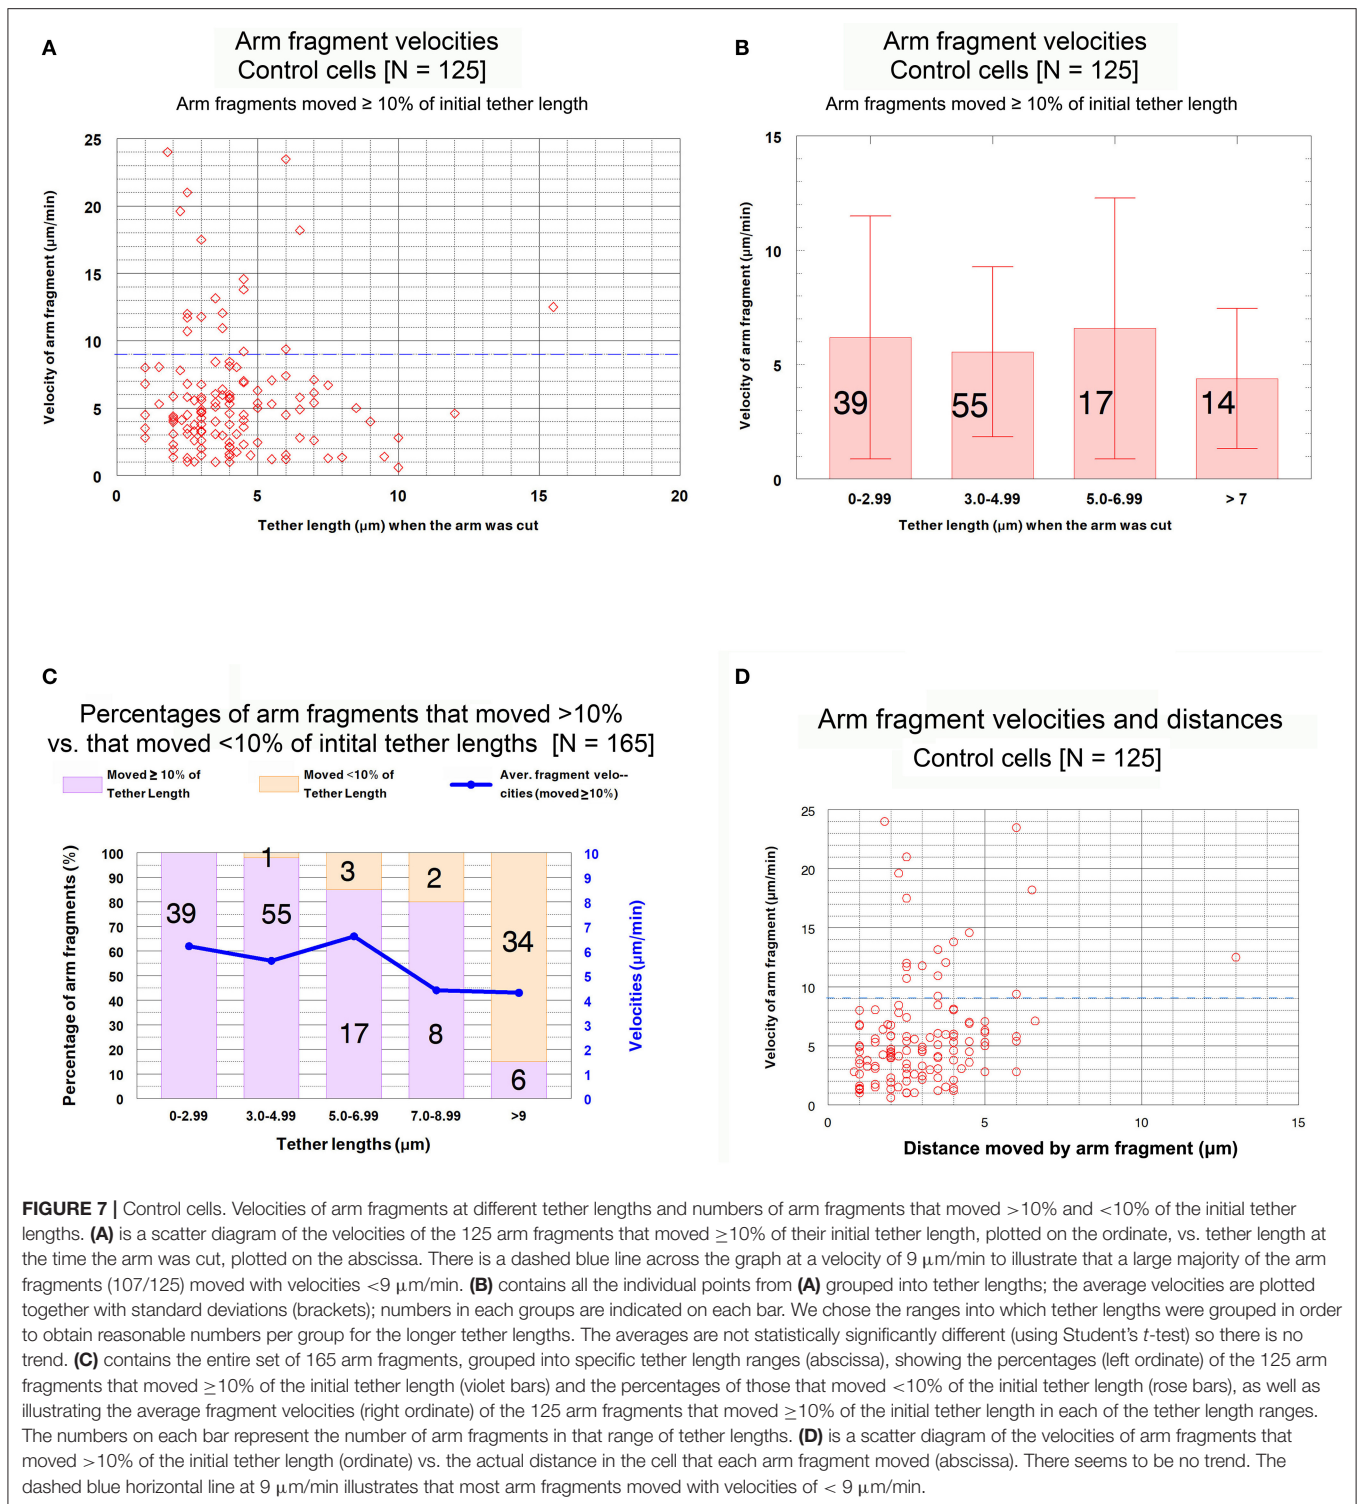 A
Arm fragment velocities
Control cells [N = 125]
Arm fragments moved ≥ 10% of initial tether length
25
20
15
10
5
0
Velocity of arm fragment (µm/min)
0
5
10
15
20
Tether length (µm) when the arm was cut
B
Arm fragment velocities
Control cells [N = 125]
Arm fragments moved ≥ 10% of initial tether length
15
10
5
0
Velocity of arm fragment (µm/min)
39
55
17
14
0-2.99
3.0-4.99
5.0-6.99
> 7
Tether length (µm) when the arm was cut
C
Percentages of arm fragments that moved >10%
vs. that moved <10% of intital tether lengths [N = 165]
Moved ≥ 10% of
Tether Length
Moved <10% of
Tether Length
Aver. fragment velo--
cities (moved ≥10%)
Percentage of arm fragments (%)
100
90
80
70
60
50
40
30
20
10
0
39
1
55
3
17
2
8
34
6
10
9
8
7
6
5
4
3
2
1
0
Velocities (µm/min)
0-2.99
3.0-4.99
5.0-6.99
7.0-8.99
>9
Tether lengths (µm)
D
Arm fragment velocities and distances
Control cells [N = 125]
25
20
15
10
5
0
Velocity of arm fragment (µm/min)
0
5
10
15
Distance moved by arm fragment (µm)
FIGURE 7 | Control cells. Velocities of arm fragments at different tether lengths and numbers of arm fragments that moved >10% and <10% of the initial tether
lengths. (A) is a scatter diagram of the velocities of the 125 arm fragments that moved ≥10% of their initial tether length, plotted on the ordinate, vs. tether length at
the time the arm was cut, plotted on the abscissa. There is a dashed blue line across the graph at a velocity of 9 µm/min to illustrate that a large majority of the arm
fragments (107/125) moved with velocities <9 µm/min. (B) contains all the individual points from (A) grouped into tether lengths; the average velocities are plotted
together with standard deviations (brackets); numbers in each groups are indicated on each bar. We chose the ranges into which tether lengths were grouped in order
to obtain reasonable numbers per group for the longer tether lengths. The averages are not statistically significantly different (using Student's t-test) so there is no
trend. (C) contains the entire set of 165 arm fragments, grouped into specific tether length ranges (abscissa), showing the percentages (left ordinate) of the 125 arm
fragments that moved ≥10% of the initial tether length (violet bars) and the percentages of those that moved <10% of the initial tether length (rose bars), as well as
illustrating the average fragment velocities (right ordinate) of the 125 arm fragments that moved ≥10% of the initial tether length in each of the tether length ranges.
The numbers on each bar represent the number of arm fragments in that range of tether lengths. (D) is a scatter diagram of the velocities of arm fragments that
moved >10% of the initial tether length (ordinate) vs. the actual distance in the cell that each arm fragment moved (abscissa). There seems to be no trend. The
dashed blue horizontal line at 9 µm/min illustrates that most arm fragments moved with velocities of < 9 µm/min.